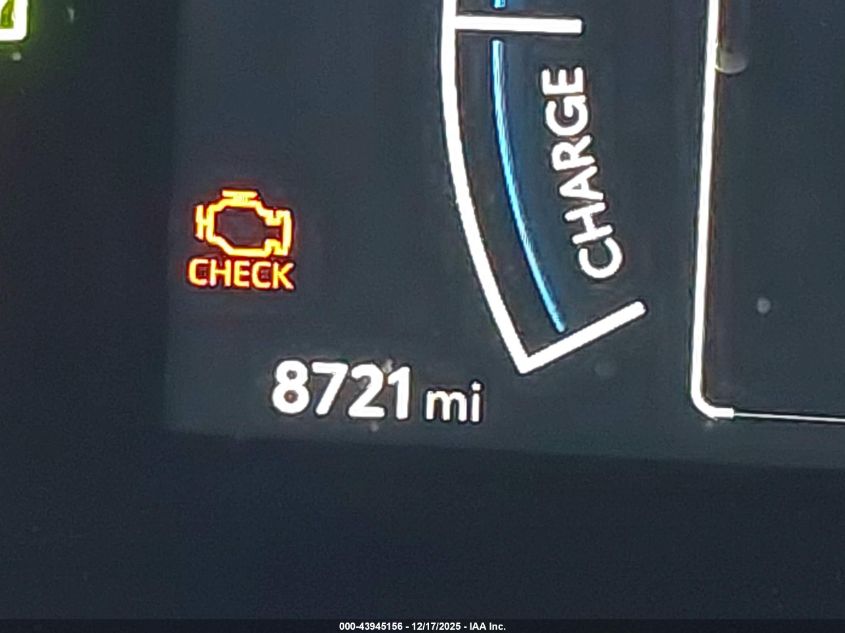 CHARGE
CHECK
8721 mi
000-43945156 - 12/17/2025 - IAA Inc.